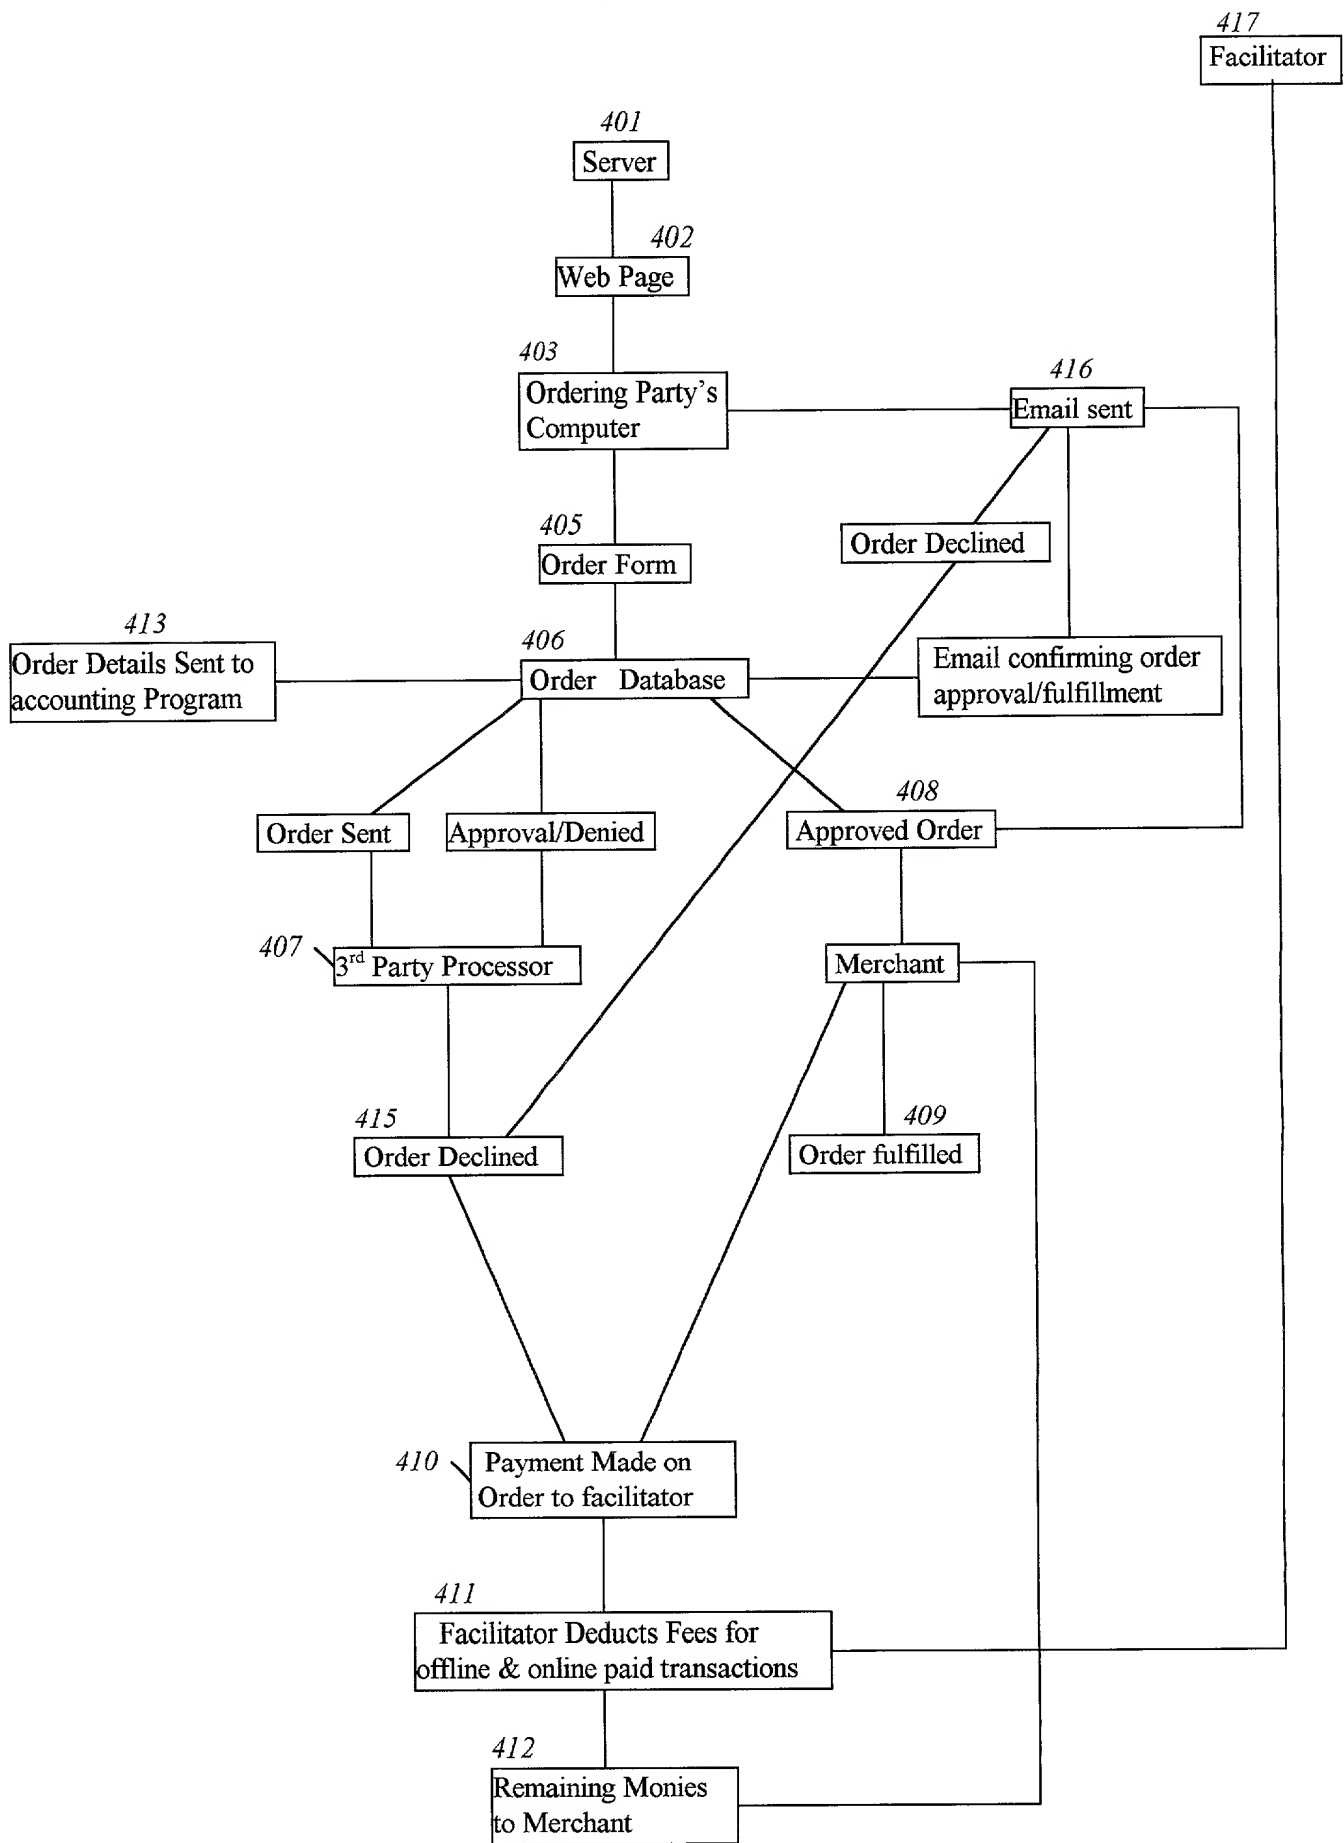 417
Facilitator
401
Server
402
Web Page
403
Ordering Party's
Computer
416
Email sent
405
Order Form
Order Declined
413
Order Details Sent to
accounting Program
406
Order Database
Email confirming order
approval/fulfillment
Order Sent
Approval/Denied
408
Approved Order
407
3rd Party Processor
Merchant
415
Order Declined
409
Order fulfilled
410
Payment Made on
Order to facilitator
411
Facilitator Deducts Fees for
offline & online paid transactions
412
Remaining Monies
to Merchant